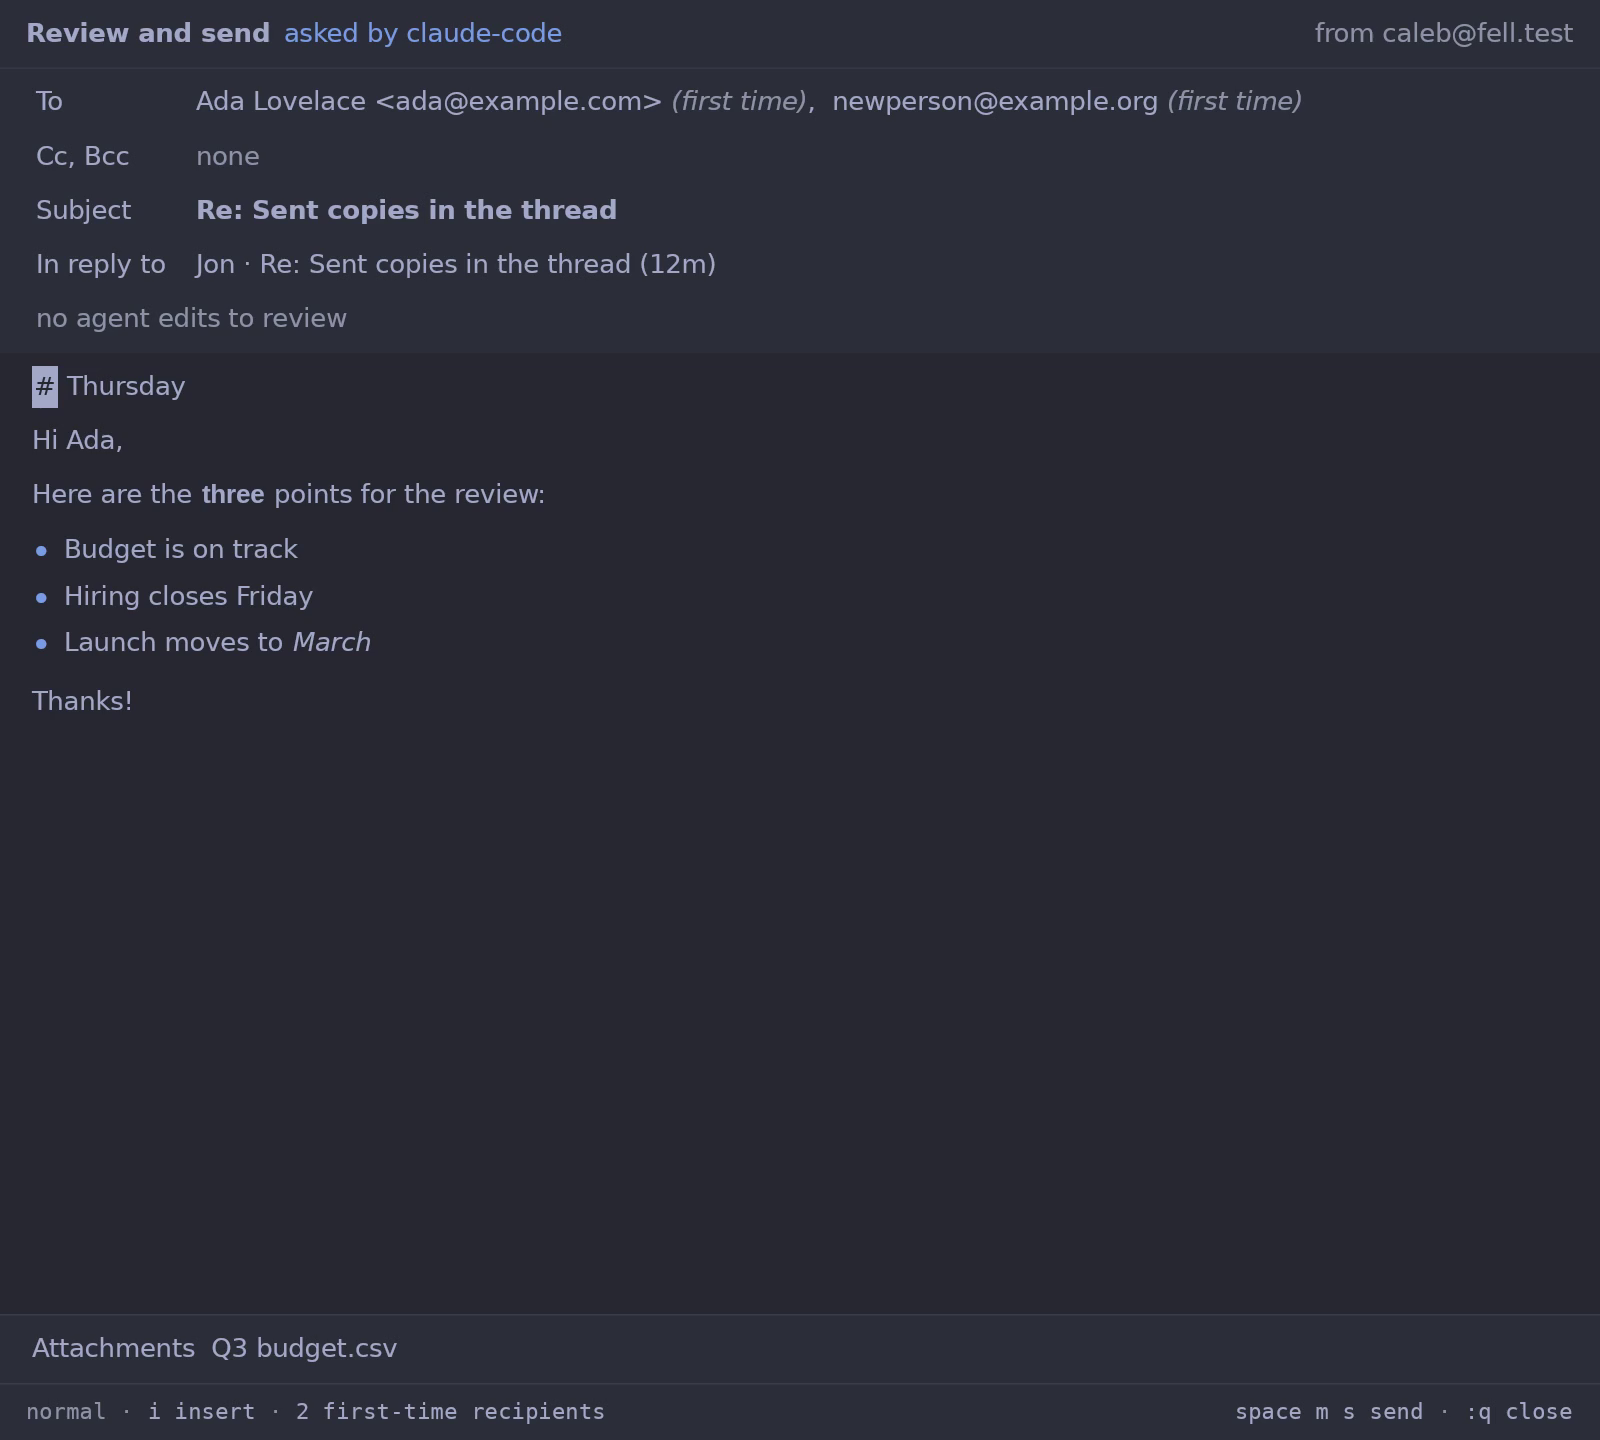 Review and send asked by claude-code from caleb@fell.test
To Ada Lovelace <ada@example.com> (first time), newperson@example.org (first time)
Cc, Bcc none
Subject Re: Sent copies in the thread
In reply to Jon · Re: Sent copies in the thread (12m)
no agent edits to review
# Thursday
Hi Ada,
Here are the three points for the review:
• Budget is on track
• Hiring closes Friday
• Launch moves to March
Thanks!
Attachments Q3 budget.csv
normal · i insert · 2 first-time recipients space m s send · :q close